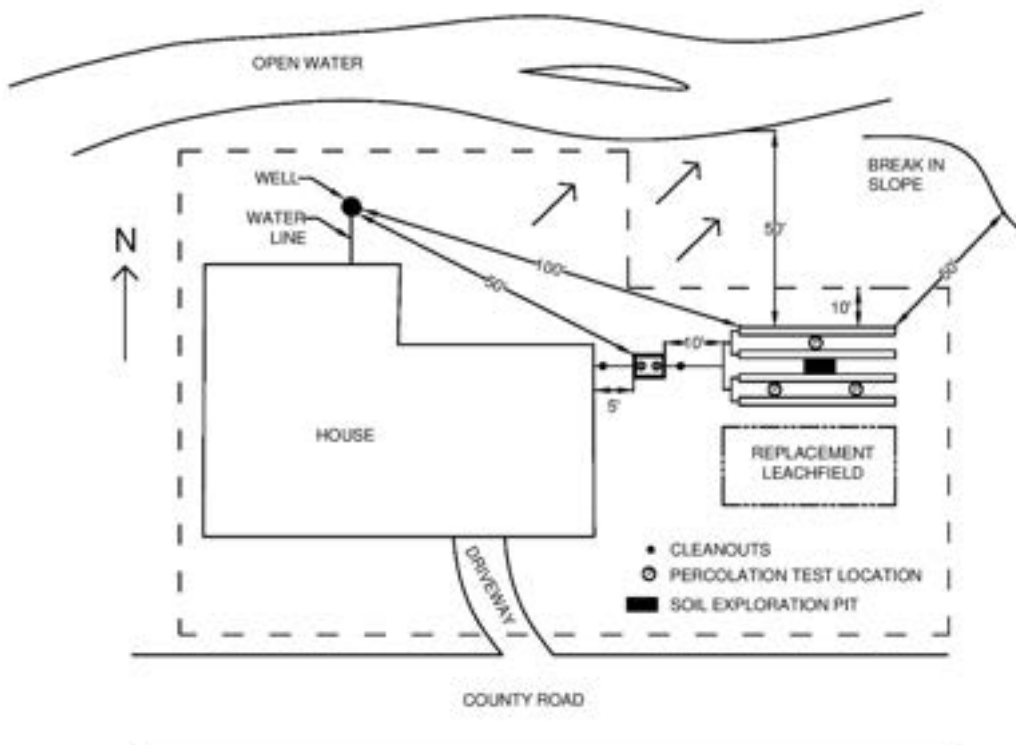 OPEN WATER
BREAK IN
SLOPE
WELL
WATER
LINE
N
50'
100'
50'
50'
10'
10'
5'
HOUSE
REPLACEMENT
LEACHFIELD
CLEANOUTS
PERCOLATION TEST LOCATION
SOIL EXPLORATION PIT
DRIVEWAY
COUNTY ROAD